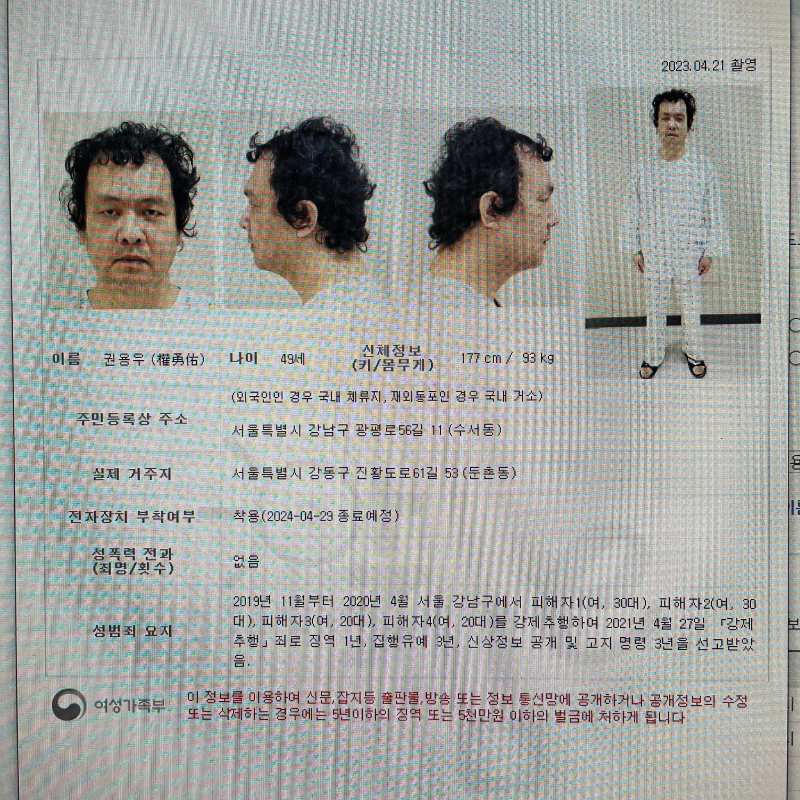 2023.04.21 촬영
이름 권용우 (權勇佑) 나이 49세 신체정보 (키/몸무게) 177 cm / 93 kg
(외국인인 경우 국내 체류지, 재외동포인 경우 국내 거소)
주민등록상 주소
서울특별시 강남구 광평로56길 11 (수서동)
실제 거주지 서울특별시 강동구 진황도로61길 53 (둔촌동)
전자장치 부착여부 착용(2024-04-29 종료예정)
성폭력 전과
(죄명/횟수)
없음
성범죄 요지
2019년 11월부터 2020년 4월 서울 강남구에서 피해자1(여, 30대), 피해자2(여, 30
대), 피해자3(여, 20대), 피해자4(여, 20대)를 강제추행하여 2021년 4월 27일 「강제
추행」죄로 징역 1년, 집행유예 3년, 신상정보 공개 및 고지 명령 3년을 선고받았
음.
여성가족부
이 정보를 이용하여 신문,잡지등 출판물,방송 또는 정보 통신망에 공개하거나 공개정보의 수정
또는 삭제하는 경우에는 5년이하의 징역 또는 5천만원 이하의 벌금에 처하게 됩니다